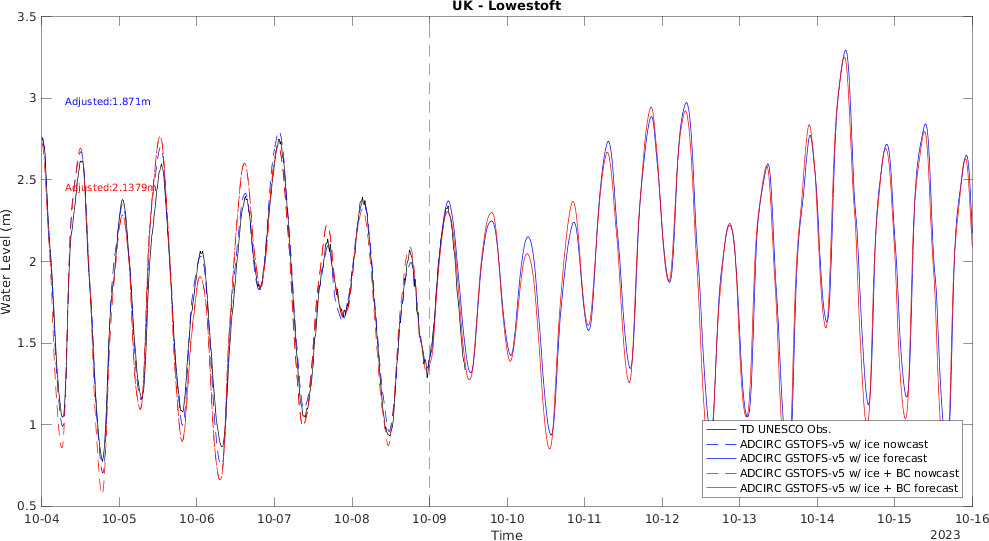 UK - Lowestoft
3.5
3
2.5
2
1.5
1
0.5
Water Level (m)
Adjusted:1.871m
Adjusted:2.1379m
TD UNESCO Obs.
ADCIRC GSTOFS-v5 w/ ice nowcast
ADCIRC GSTOFS-v5 w/ ice forecast
ADCIRC GSTOFS-v5 w/ ice + BC nowcast
ADCIRC GSTOFS-v5 w/ ice + BC forecast
10-04 10-05 10-06 10-07 10-08 10-09 10-10 10-11 10-12 10-13 10-14 10-15 10-16
Time
2023